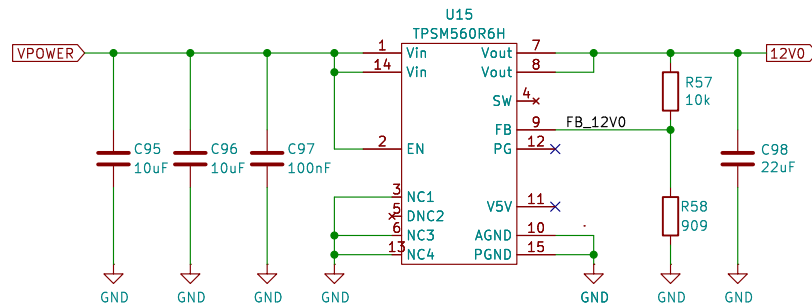 U15
TPSM560R6H
VPOWER
1 Vin
14 Vin
2 EN
3 NC1
5 DNC2
6 NC3
13 NC4
Vout 7
Vout 8
SW 4
FB 9
PG 12
V5V 11
AGND 10
PGND 15
FB_12V0
12V0
C95
10uF
C96
10uF
C97
100nF
R57
10k
R58
909
C98
22uF
GND
GND
GND
GND
GND
GND
GND